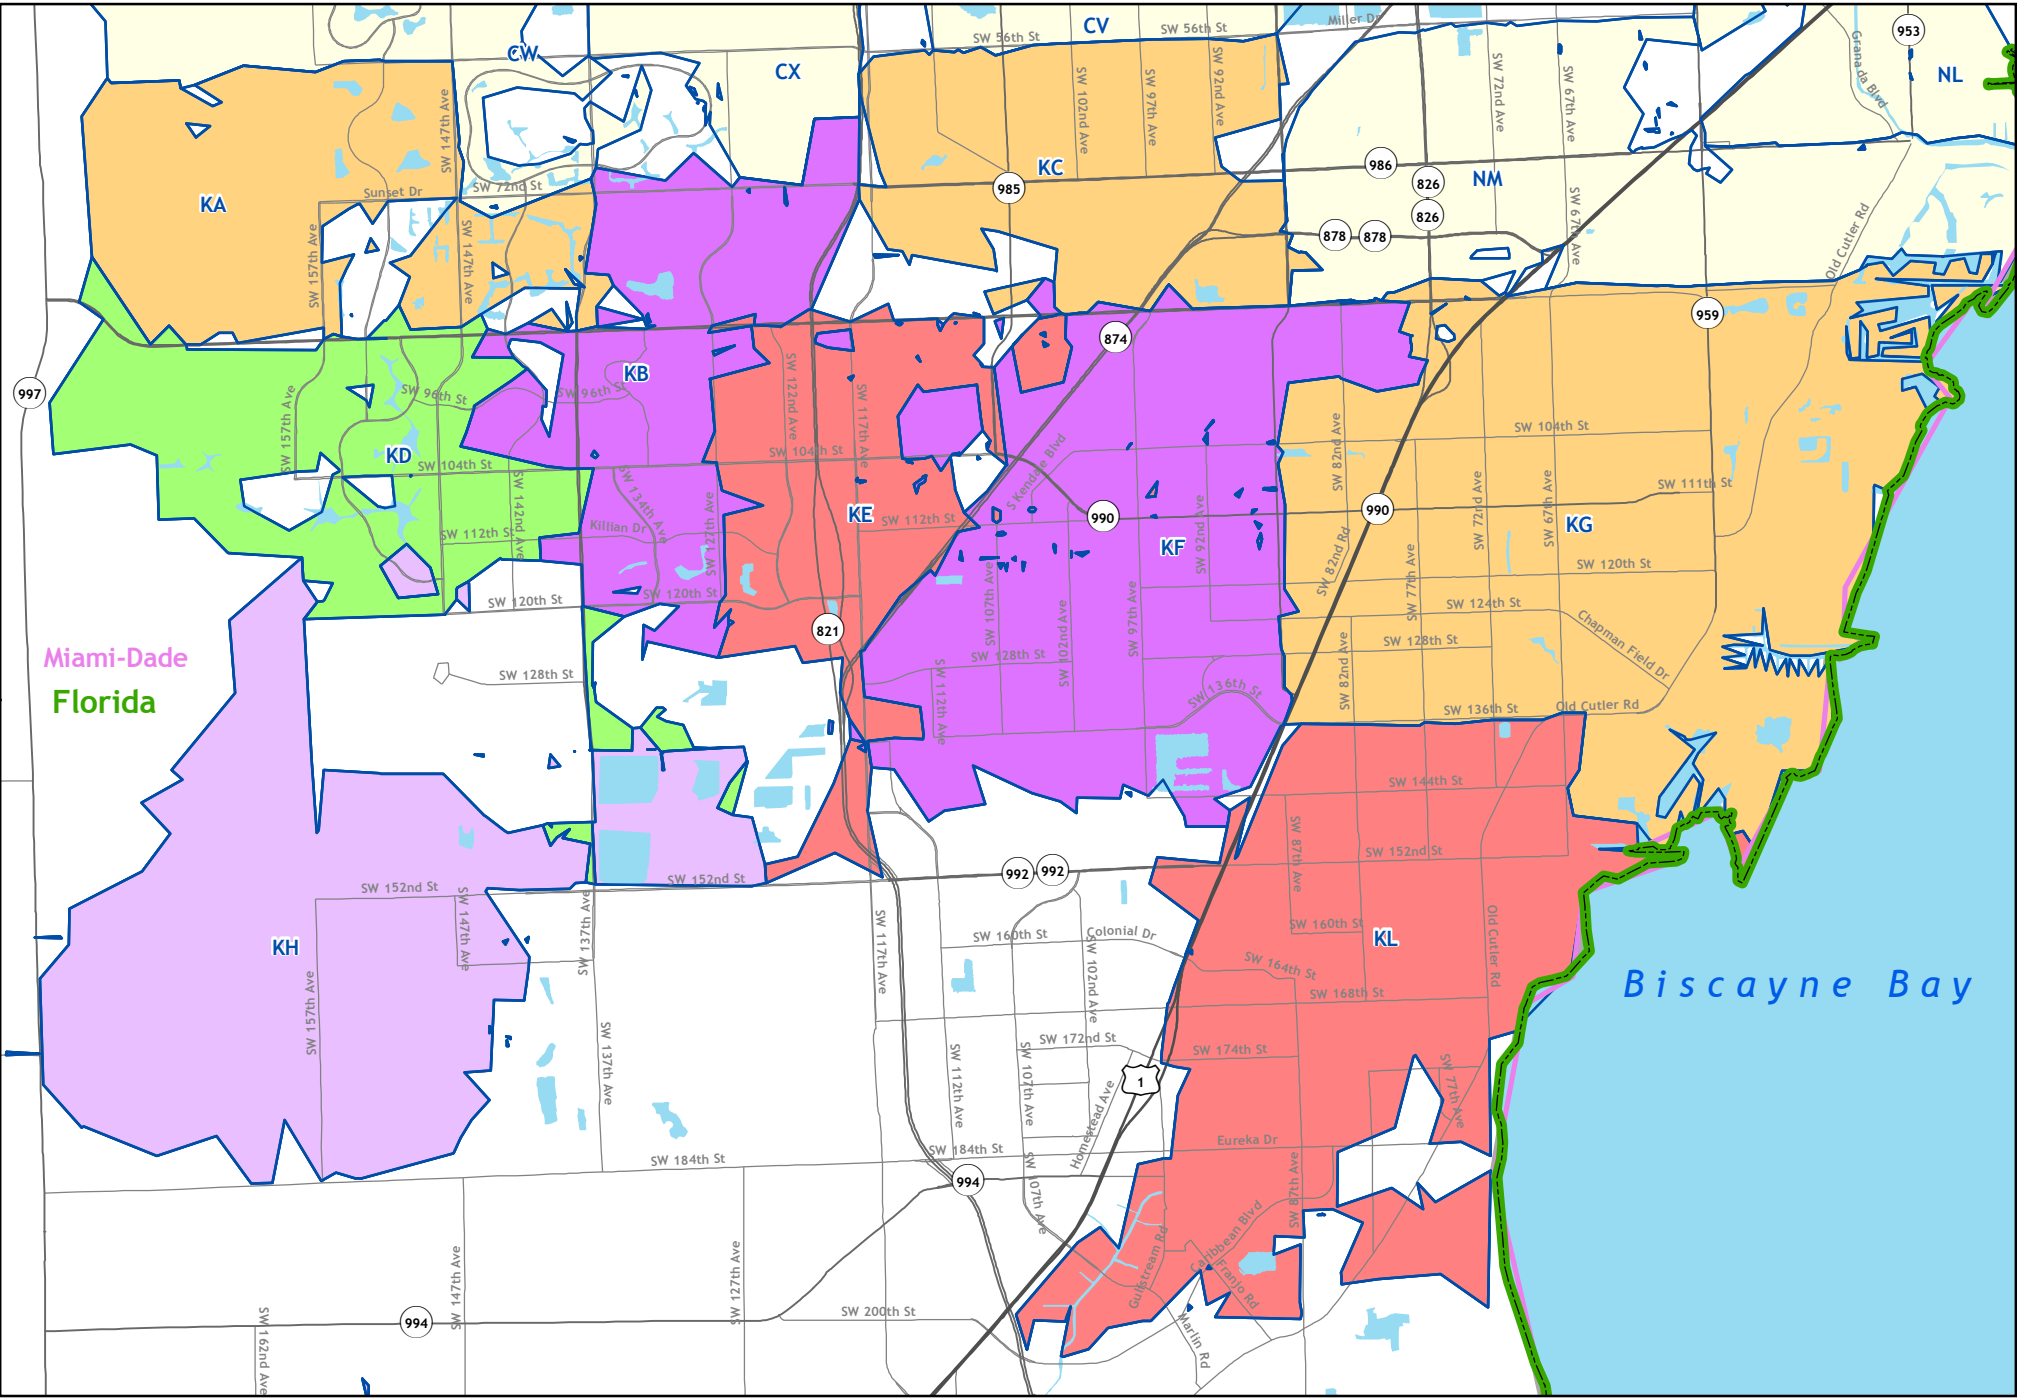 CV
Miller Dr
SW 56th St
SW 56th St
953
CW
CX
NL
Granada Blvd
SW 147th Ave
SW 102nd Ave
SW 97th Ave
SW 92nd Ave
SW 72nd Ave
SW 67th Ave
986
KC
985
826
NM
SW 72nd St
Sunset Dr
KA
826
SW 67th Ave
878
878
Old Cutler Rd
SW 157th Ave
SW 147th Ave
KB
959
874
KB
997
SW 96th St
SW 96th St
SW 122nd Ave
SW 117th Ave
SW 157th Ave
SW 82nd Ave
SW 104th St
KD
SW 104th St
SW 104th St
S Kendale Blvd
SW 111th St
SW 142nd Ave
SW 134th Ave
SW 127th Ave
KE
990
990
SW 92nd Ave
SW 72nd Ave
SW 67th Ave
KG
SW 112th St
Killian Dr
SW 112th St
KF
SW 82nd Rd
SW 77th Ave
SW 120th St
SW 120th St
SW 120th St
SW 107th Ave
SW 102nd Ave
SW 97th Ave
SW 124th St
821
Chapman Field Dr
SW 128th St
Miami-Dade
SW 128th St
SW 128th St
SW 82nd Ave
Florida
SW 112th Ave
SW 136th St
SW 136th St
Old Cutler Rd
SW 144th St
SW 87th Ave
SW 152nd St
992
992
SW 152nd St
SW 152nd St
SW 147th Ave
SW 137th Ave
SW 117th Ave
SW 160th St
Colonial Dr
SW 160th St
Old Cutler Rd
KH
KL
SW 102nd Ave
SW 164th St
Biscayne Bay
SW 168th St
SW 157th Ave
SW 137th Ave
SW 172nd St
SW 174th St
SW 112th Ave
SW 107th Ave
1
SW 77th Ave
Homestead Ave
SW 184th St
SW 184th St
Eureka Dr
994
SW 107th Ave
SW 87th Ave
Caribbean Blvd
Gulfstream Rd
Franjo Rd
SW 147th Ave
SW 127th Ave
994
SW 200th St
Marlin Rd
SW 162nd Ave